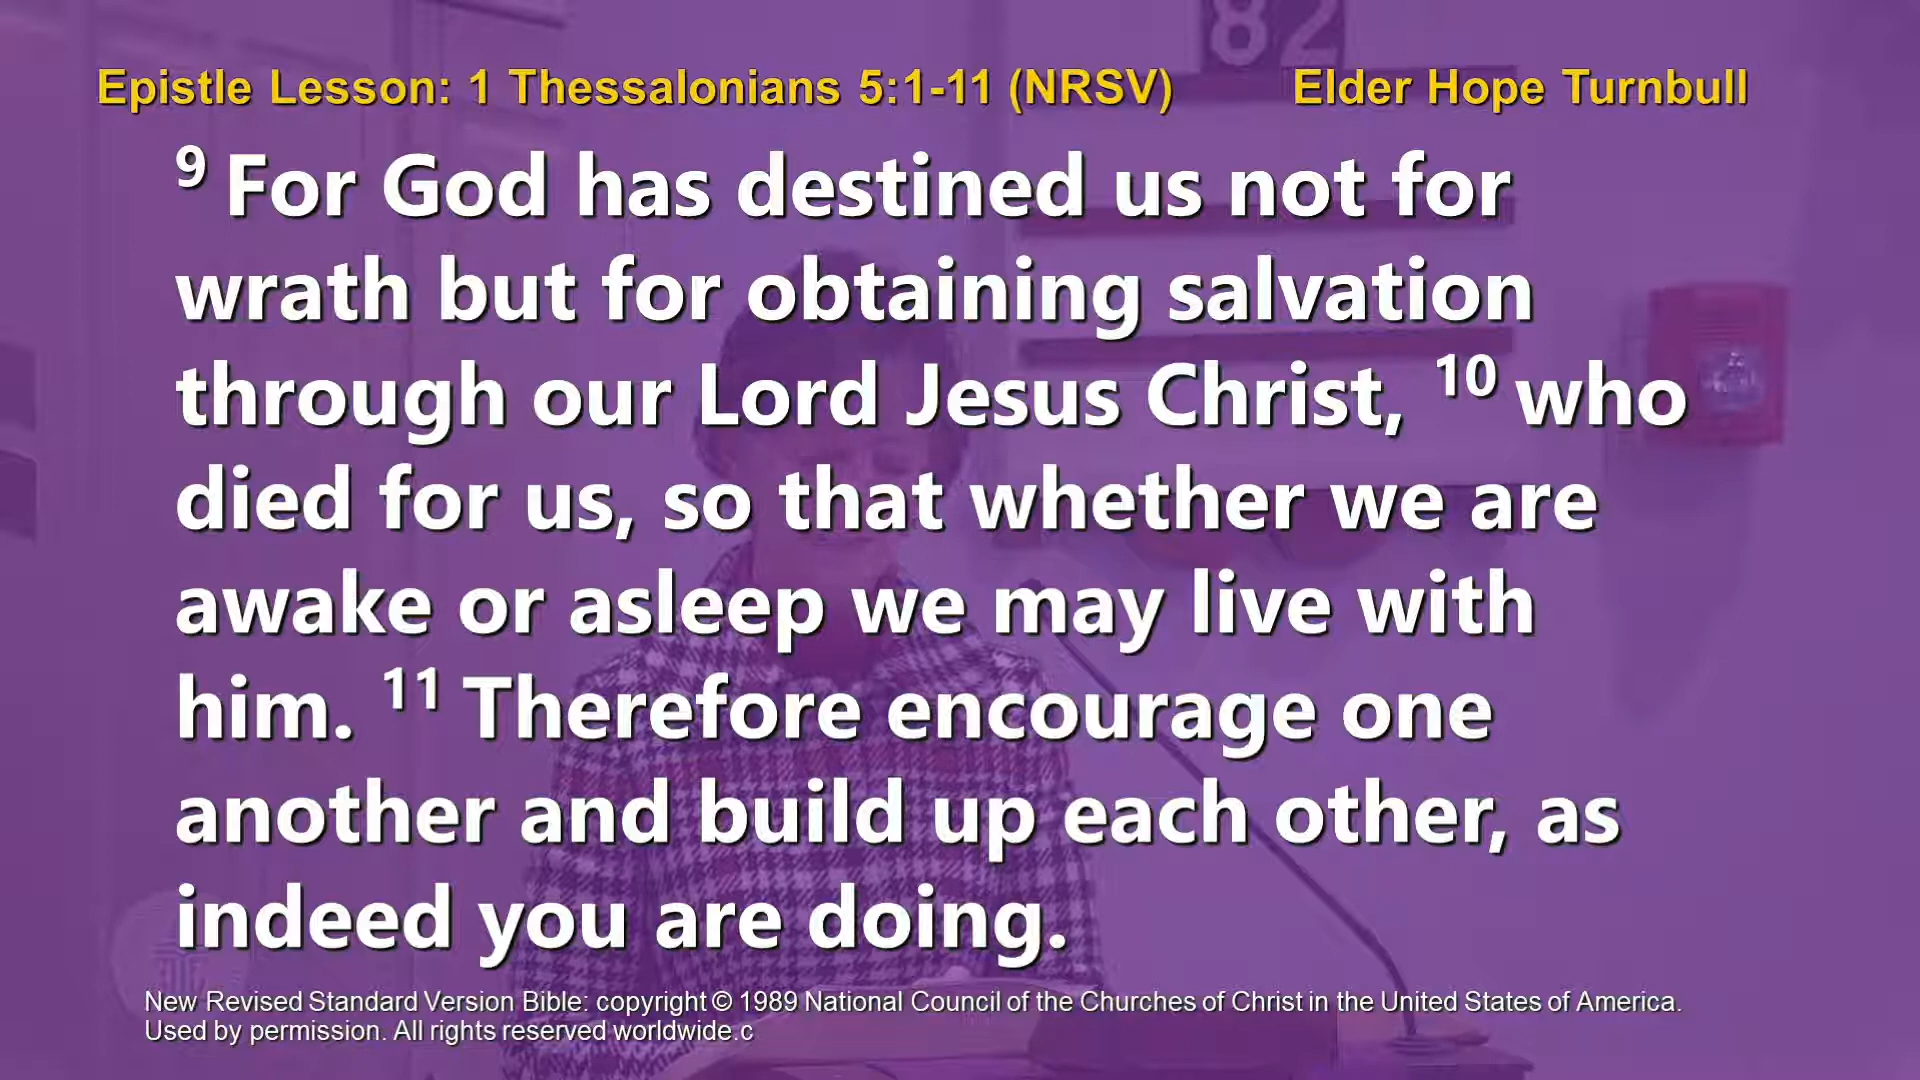 82
Epistle Lesson: 1 Thessalonians 5:1-11 (NRSV) Elder Hope Turnbull
9 For God has destined us not for
wrath but for obtaining salvation
through our Lord Jesus Christ, 10 who
died for us, so that whether we are
awake or asleep we may live with
him. 11 Therefore encourage one
another and build up each other, as
indeed you are doing.
New Revised Standard Version Bible: copyright © 1989 National Council of the Churches of Christ in the United States of America.
Used by permission. All rights reserved worldwide.c